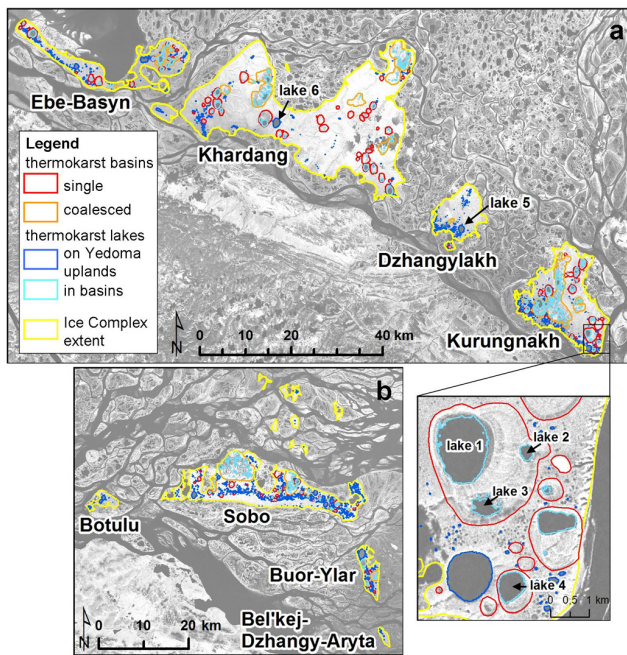 a
Ebe-Basyn
lake 6
Khardang
Legend
thermokarst basins
single
coalesced
thermokarst lakes
on Yedoma
uplands
in basins
Ice Complex
extent
lake 5
Dzhangylakh
Kurungnakh
N
0 10 20 40 km
b
Botulu
Sobo
Buor-Ylar
Bel'kej-
Dzhangy-Aryta
N
0 10 20 km
lake 1
lake 2
lake 3
lake 4
0 0.5 1 km